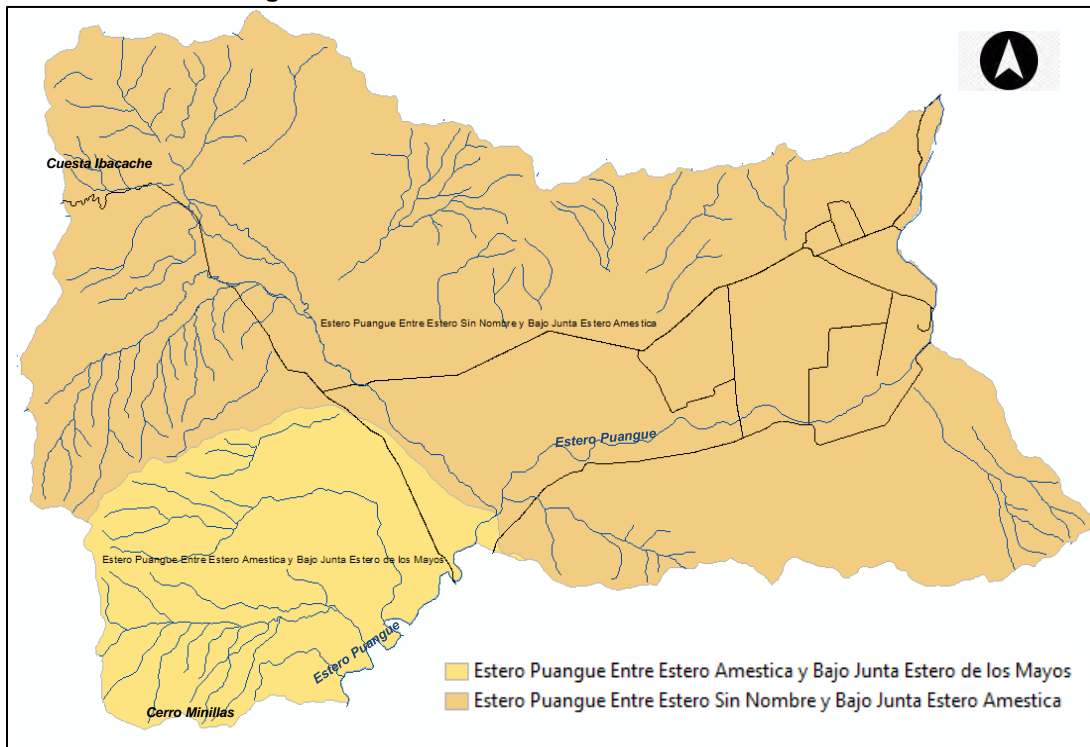 Cuesta Ibacache
Estero Puangue Entre Estero Sin Nombre y Bajo Junta Estero Amestica
Estero Puangue
Estero Puangue Entre Estero Amestica y Bajo Junta Estero de los Mayos
Estero Puangue
Cerro Minillas
Estero Puangue Entre Estero Amestica y Bajo Junta Estero de los Mayos
Estero Puangue Entre Estero Sin Nombre y Bajo Junta Estero Amestica